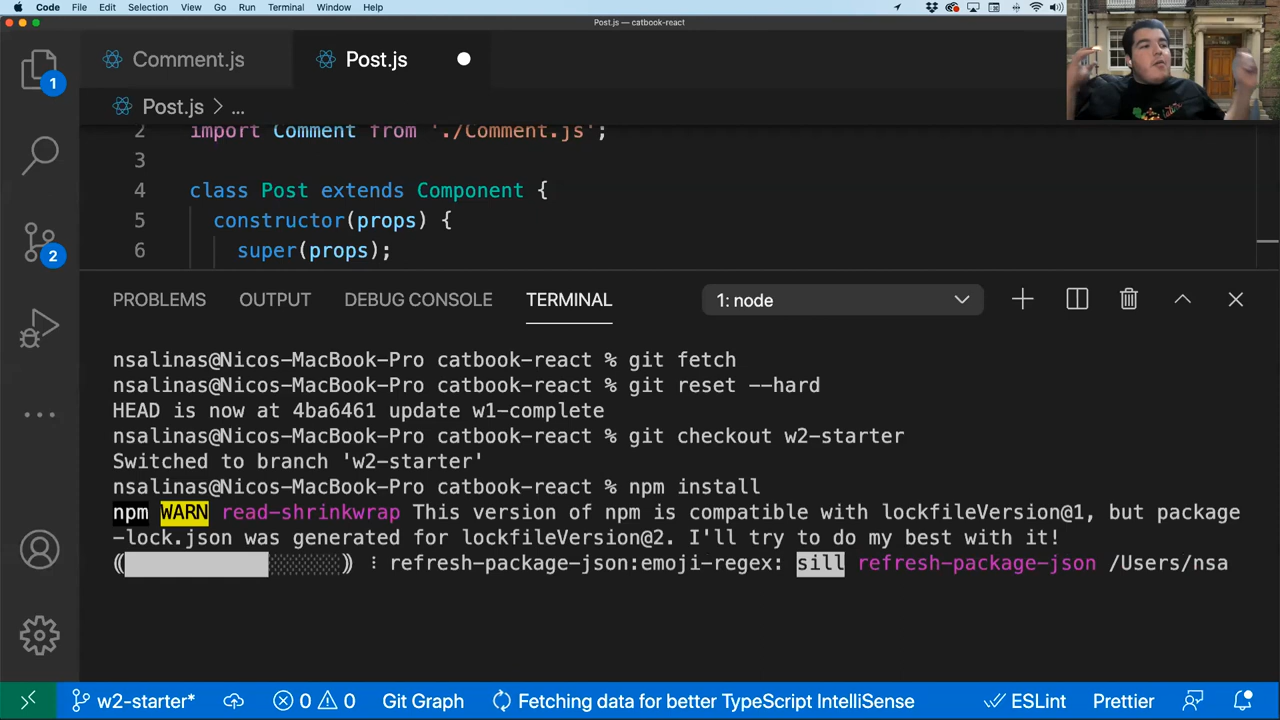 Code File Edit Selection View Go Run Terminal Window Help
Post.js — catbook-react
Comment.js Post.js
1
Post.js > ...
2 import Comment from './Comment.js';
3
4 class Post extends Component {
5 constructor(props) {
6 super(props);
2
PROBLEMS OUTPUT DEBUG CONSOLE TERMINAL 1: node
nsalinas@Nicos-MacBook-Pro catbook-react % git fetch
nsalinas@Nicos-MacBook-Pro catbook-react % git reset --hard
HEAD is now at 4ba6461 update w1-complete
nsalinas@Nicos-MacBook-Pro catbook-react % git checkout w2-starter
Switched to branch 'w2-starter'
nsalinas@Nicos-MacBook-Pro catbook-react % npm install
npm WARN read-shrinkwrap This version of npm is compatible with lockfileVersion@1, but package
-lock.json was generated for lockfileVersion@2. I'll try to do my best with it!
(██████████░░░░░░) ⠸ refresh-package-json:emoji-regex: sill refresh-package-json /Users/nsa
w2-starter* 0 0 Git Graph Fetching data for better TypeScript IntelliSense ESLint Prettier